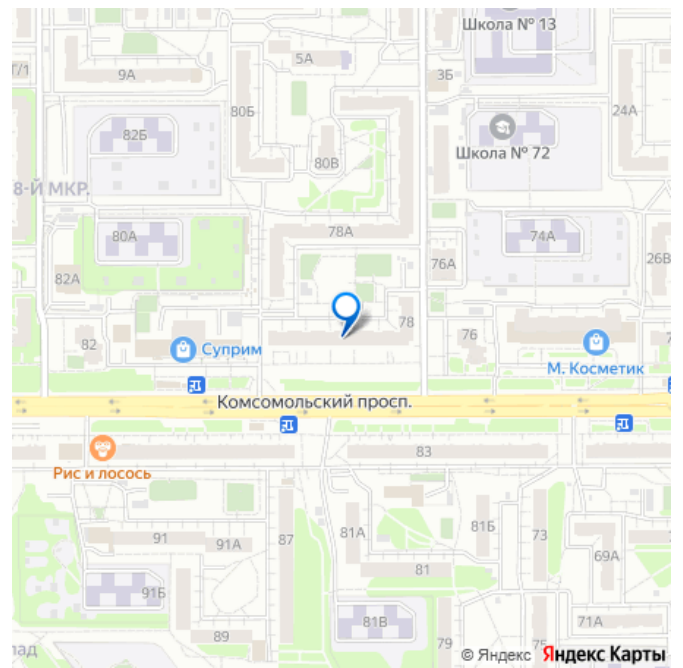 Школа № 13
5А
Г/1
9А
3Б
80Б
24А
82Б
80В
Школа № 72
8-Й МКР.
78А
80А
74А
76А
26В
82А
78
76
82
Суприм
М. Косметик
Комсомольский просп.
83
Рис и лосось
81А
81Б
87
73
91
91А
69А
81
91Б
81В
71А
89
79
75
лад
© Яндекс Яндекс Карты